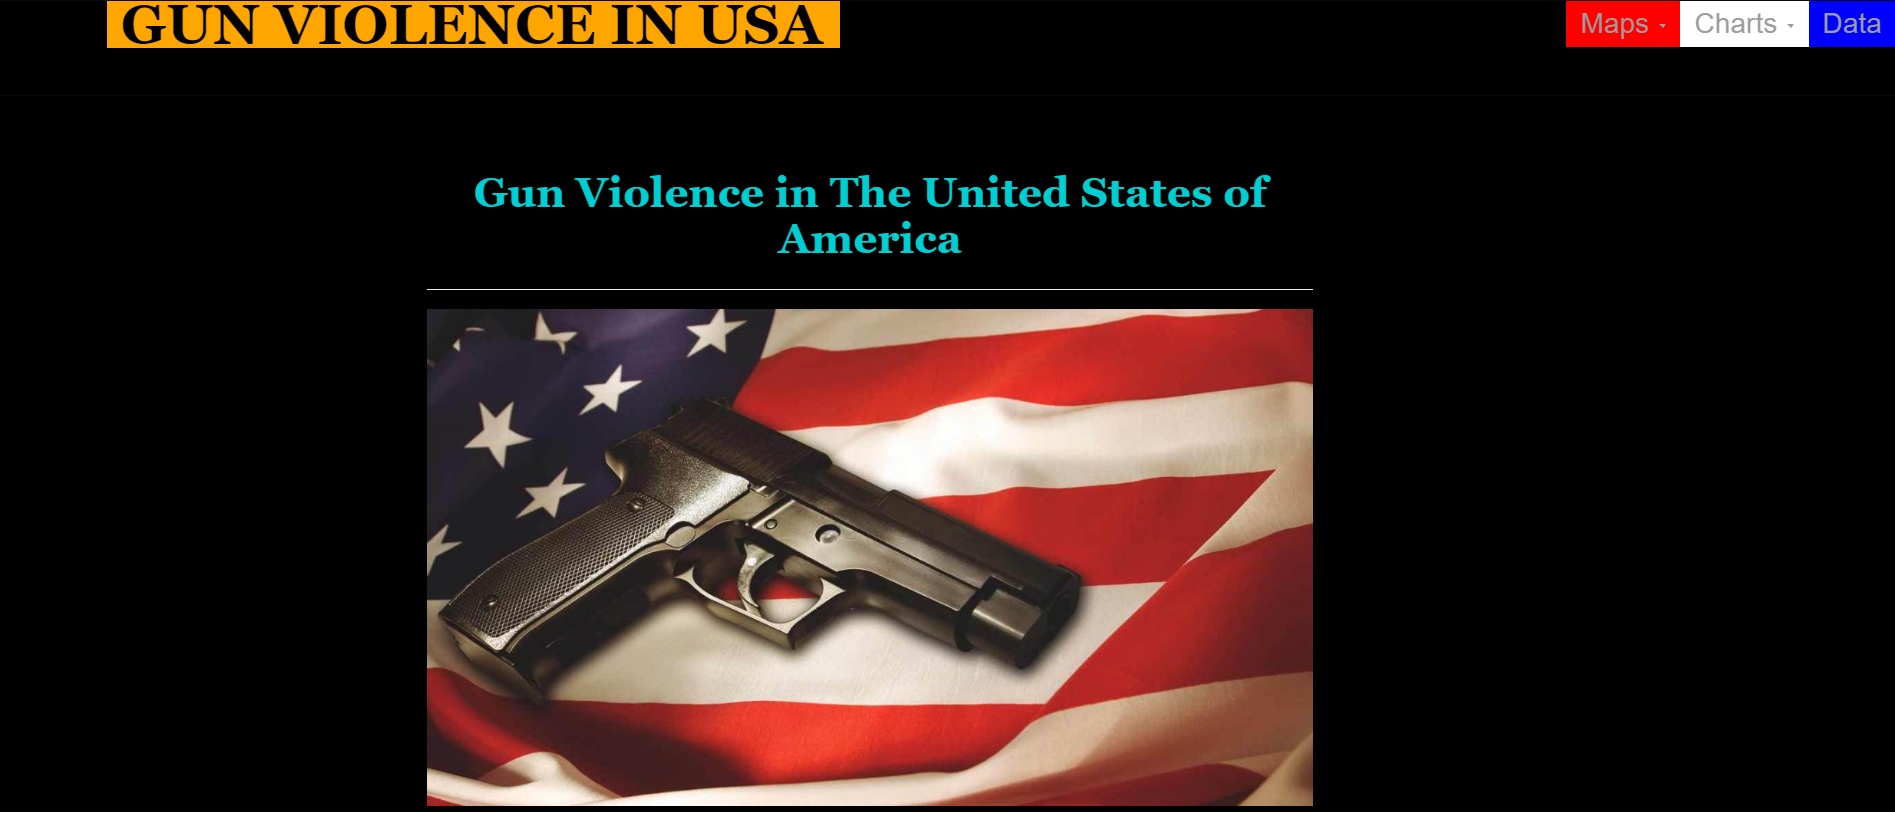 GUN VIOLENCE IN USA
Maps
Charts
Data
Gun Violence in The United States of
America